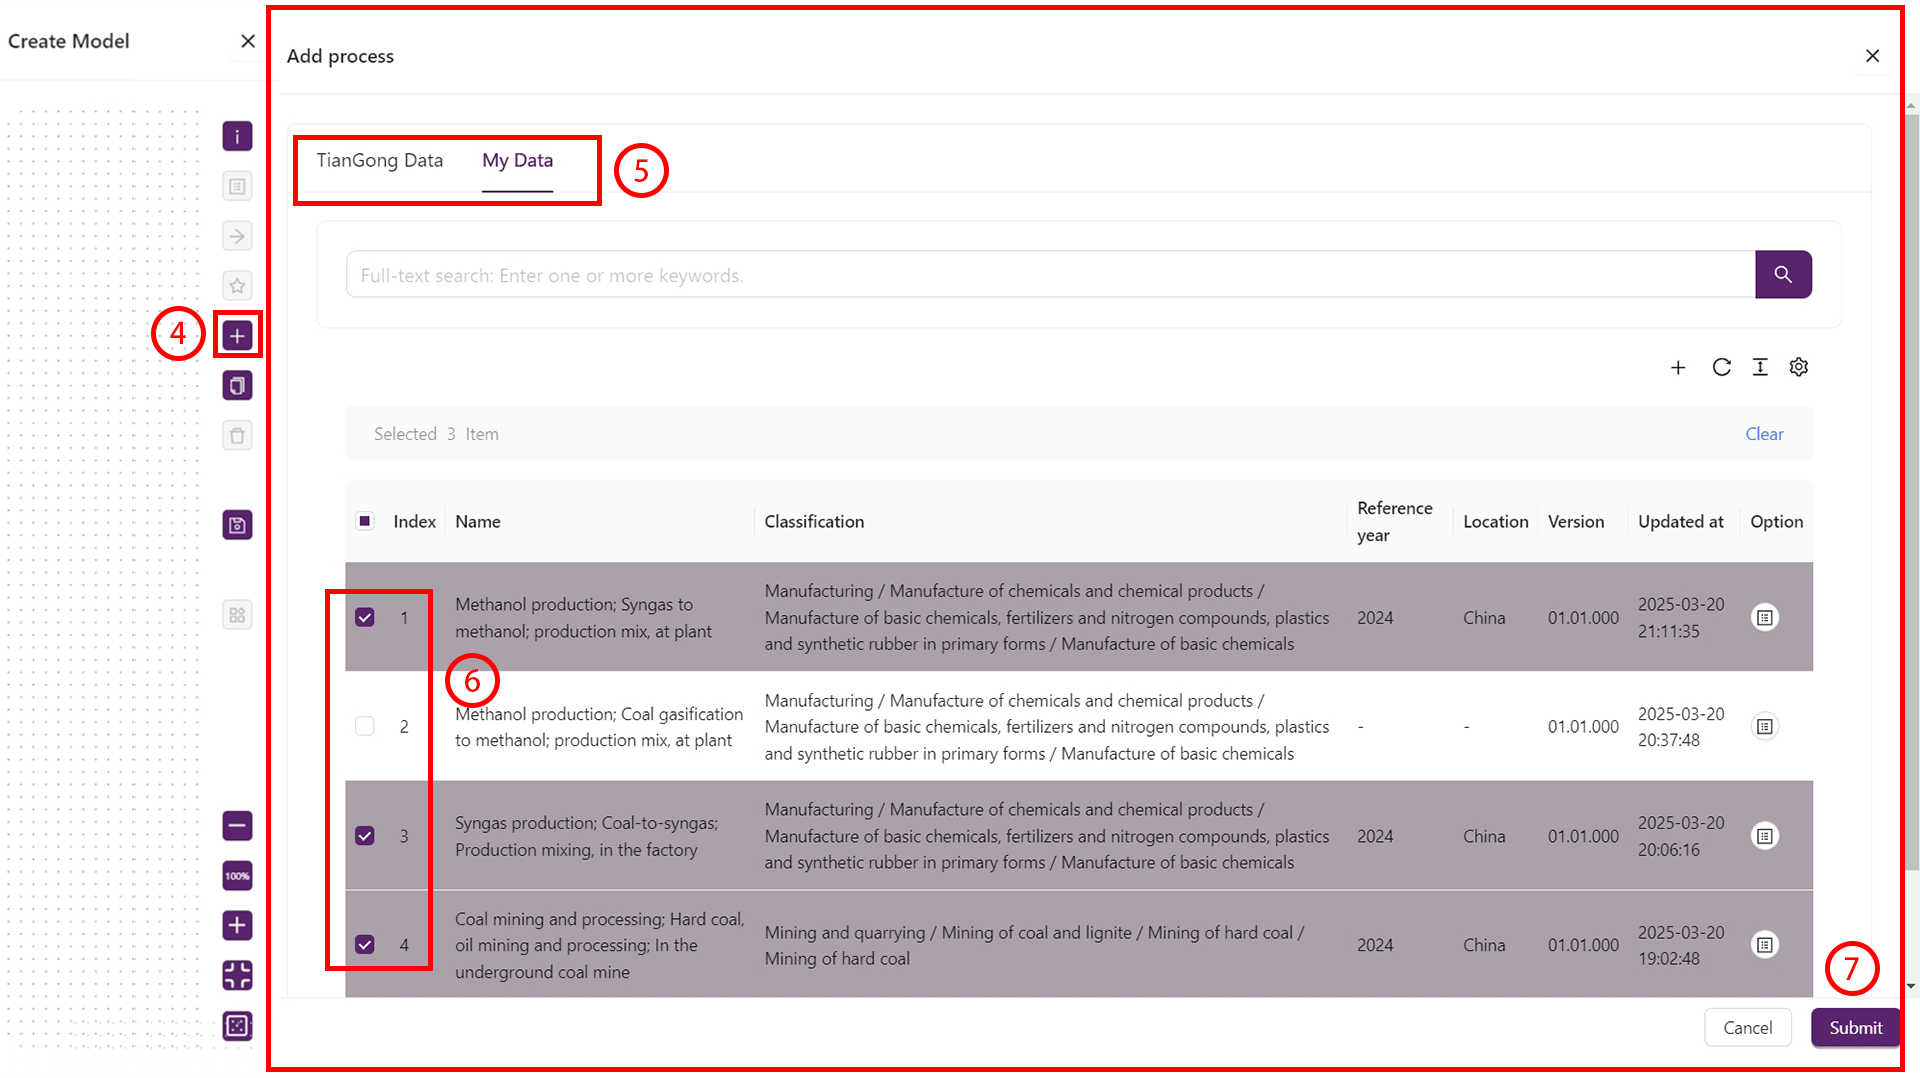 Create Model
Add process
TianGong Data
My Data
5
Full-text search: Enter one or more keywords.
4
Selected 3 Item
Clear
Index
Name
Classification
Reference
year
Location
Version
Updated at
Option
1
Methanol production; Syngas to
methanol; production mix, at plant
Manufacturing / Manufacture of chemicals and chemical products /
Manufacture of basic chemicals, fertilizers and nitrogen compounds, plastics
and synthetic rubber in primary forms / Manufacture of basic chemicals
2024
China
01.01.000
2025-03-20
21:11:35
6
2
Methanol production; Coal gasification
to methanol; production mix, at plant
Manufacturing / Manufacture of chemicals and chemical products /
Manufacture of basic chemicals, fertilizers and nitrogen compounds, plastics
and synthetic rubber in primary forms / Manufacture of basic chemicals
-
-
01.01.000
2025-03-20
20:37:48
3
Syngas production; Coal-to-syngas;
Production mixing, in the factory
Manufacturing / Manufacture of chemicals and chemical products /
Manufacture of basic chemicals, fertilizers and nitrogen compounds, plastics
and synthetic rubber in primary forms / Manufacture of basic chemicals
2024
China
01.01.000
2025-03-20
20:06:16
100%
4
Coal mining and processing; Hard coal,
oil mining and processing; In the
underground coal mine
Mining and quarrying / Mining of coal and lignite / Mining of hard coal /
Mining of hard coal
2024
China
01.01.000
2025-03-20
19:02:48
7
Cancel
Submit